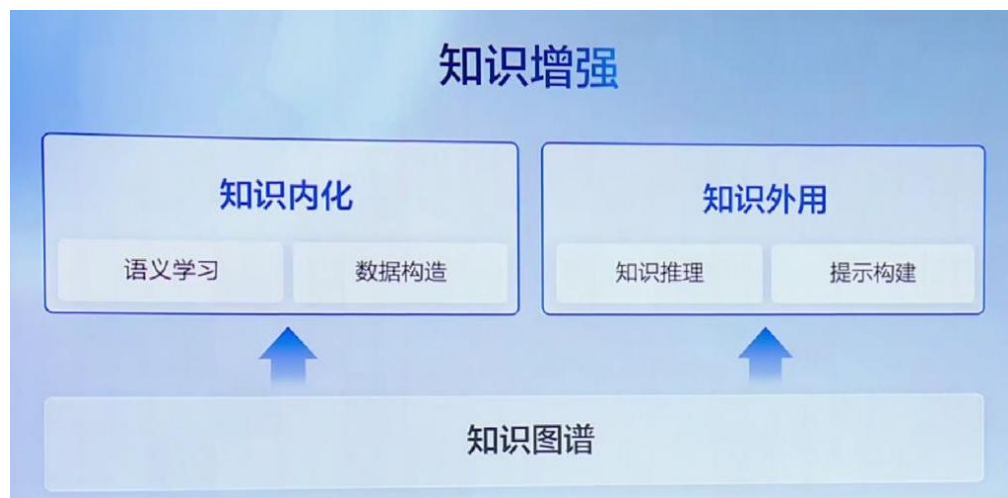 知识增强
知识内化
语义学习
数据构造
知识外用
知识推理
提示构建
知识图谱